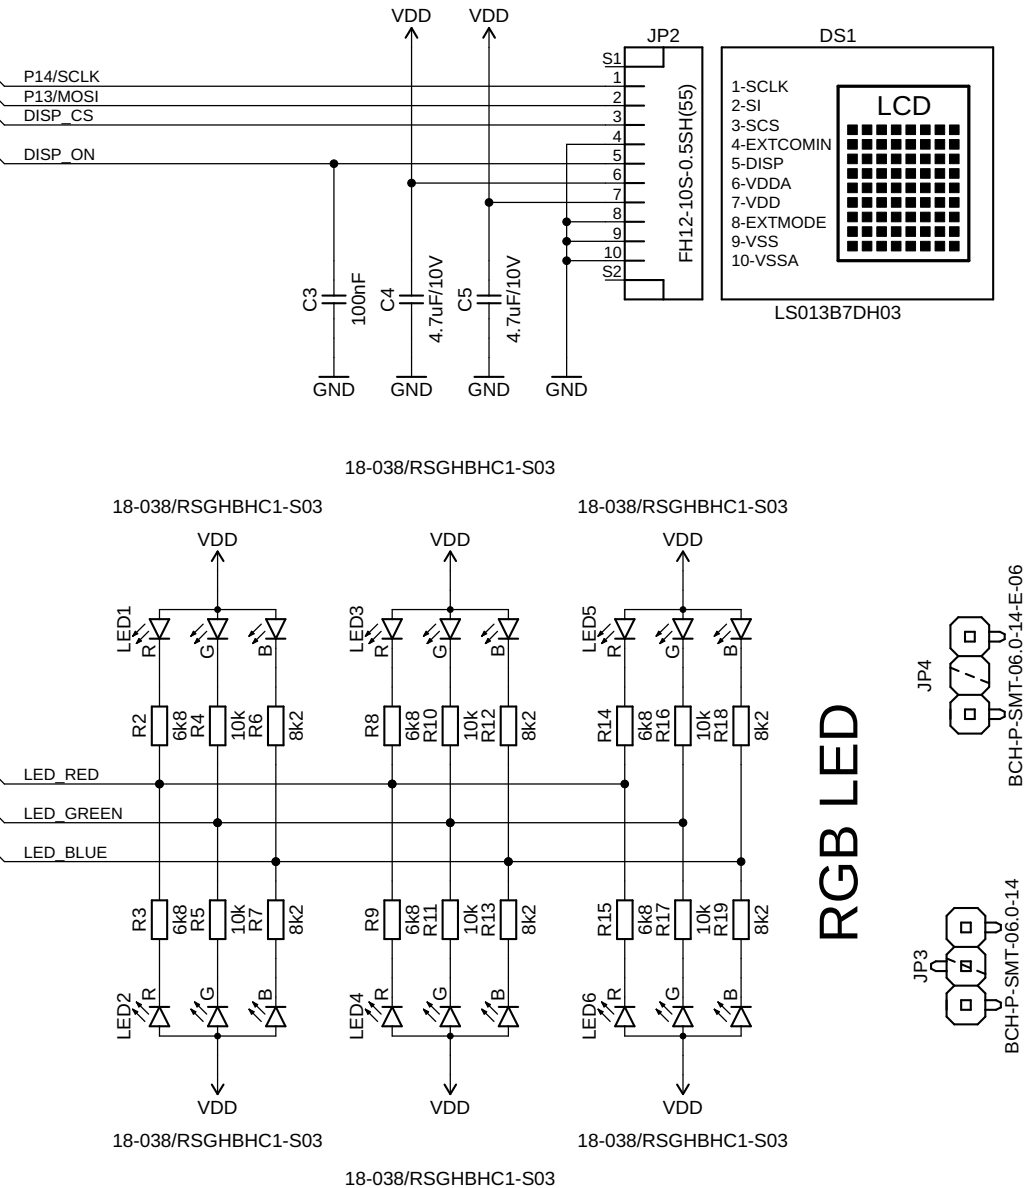 VDD VDD
JP2 DS1
S1
P14/SCLK 1
P13/MOSI 2
DISP_CS 3
4
DISP_ON 5
6
7
8
9
10
S2
FH12-10S-0.5SH(55)
1-SCLK
2-SI
3-SCS
4-EXTCOMIN
5-DISP
6-VDDA
7-VDD
8-EXTMODE
9-VSS
10-VSSA
LCD
LS013B7DH03
C3 100nF C4 4.7uF/10V C5 4.7uF/10V
GND GND GND GND
18-038/RSGHBHC1-S03
18-038/RSGHBHC1-S03 18-038/RSGHBHC1-S03
VDD VDD VDD
LED1 R G B LED3 R G B LED5 R G B
R2 6k8 R4 10k R6 8k2 R8 6k8 R10 10k R12 8k2 R14 6k8 R16 10k R18 8k2
LED_RED
LED_GREEN
LED_BLUE
R3 6k8 R5 10k R7 8k2 R9 6k8 R11 10k R13 8k2 R15 6k8 R17 10k R19 8k2
LED2 R G B LED4 R G B LED6 R G B
VDD VDD VDD
18-038/RSGHBHC1-S03 18-038/RSGHBHC1-S03
18-038/RSGHBHC1-S03
RGB LED
JP4
BCH-P-SMT-06.0-14-E-06
JP3
BCH-P-SMT-06.0-14